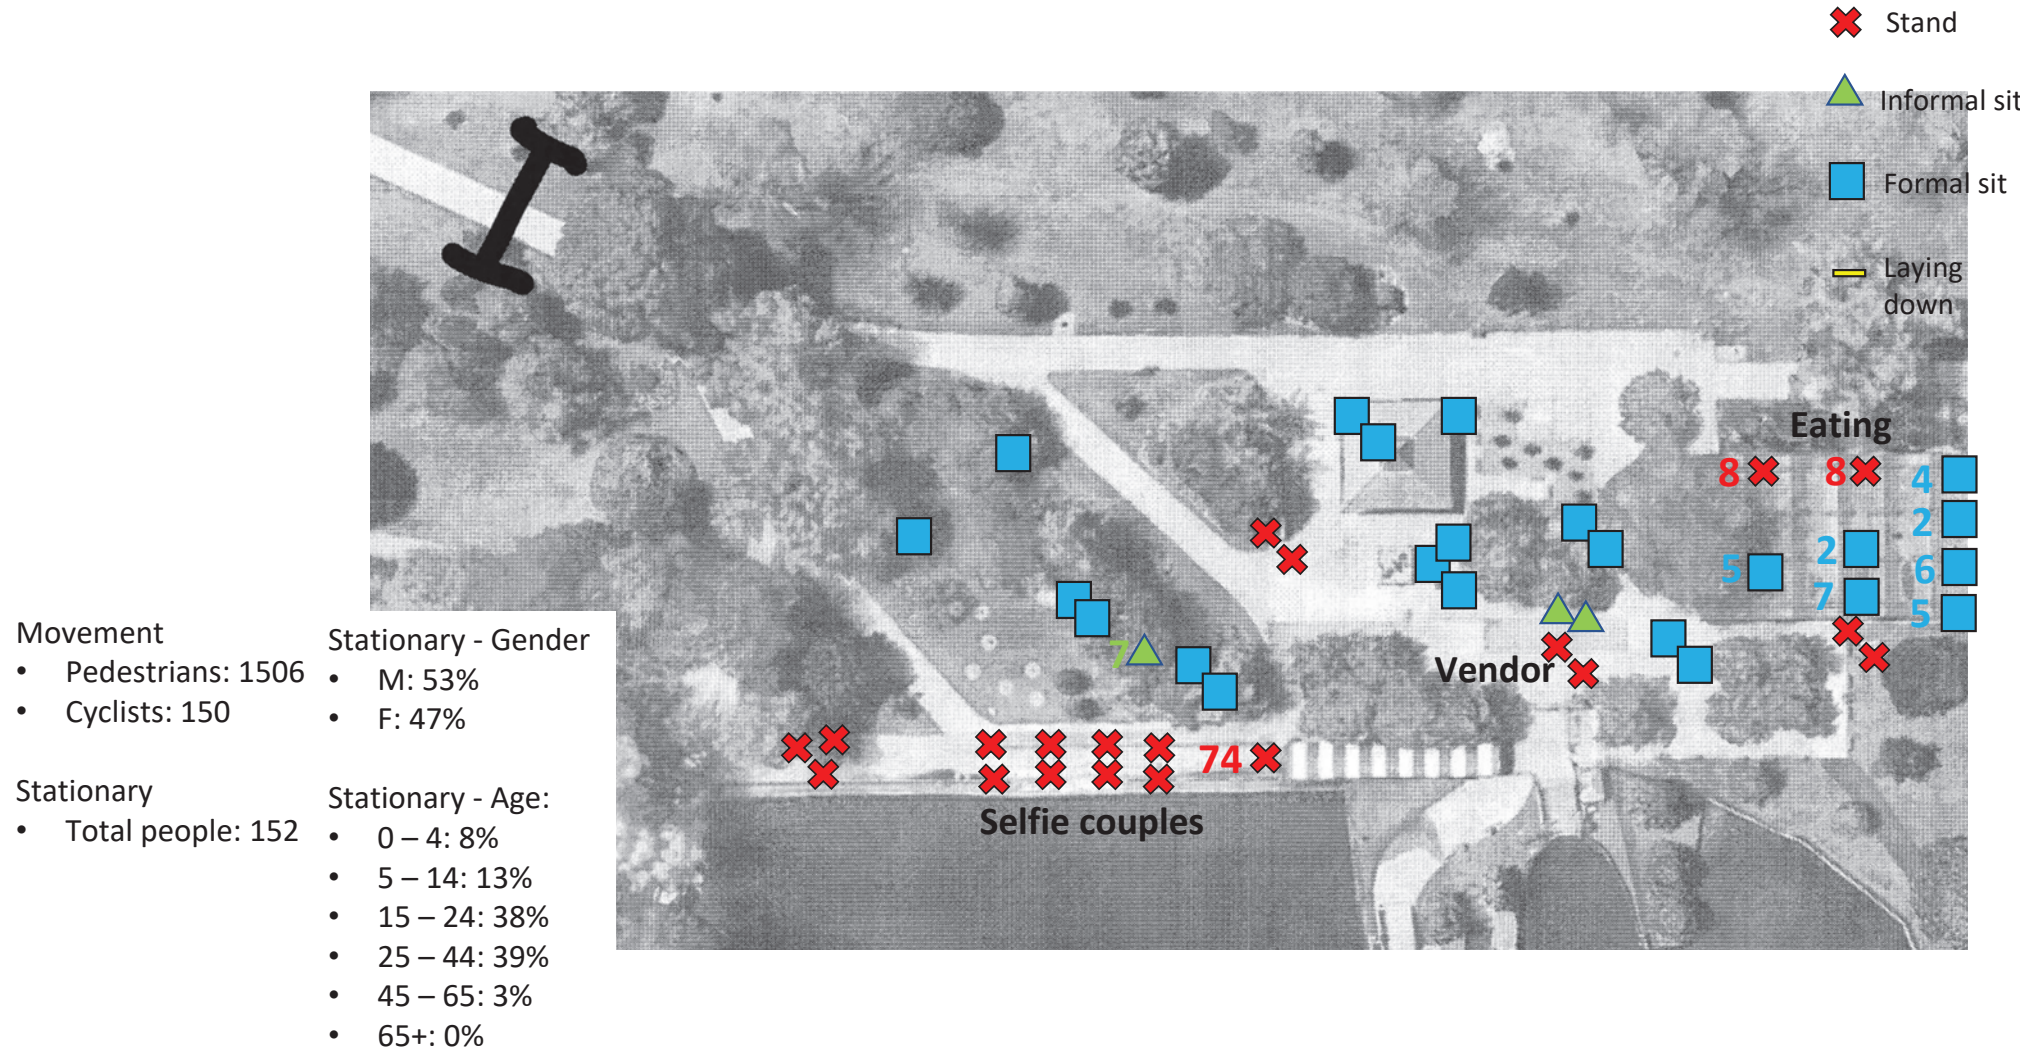 Stand
Informal sit
Formal sit
Laying
down
Eating
8
8
4
2
2
5
6
7
5
7
Vendor
74
Selfie couples
Movement
• Pedestrians: 1506
• Cyclists: 150
Stationary
• Total people: 152
Stationary - Gender
• M: 53%
• F: 47%
Stationary - Age:
• 0 – 4: 8%
• 5 – 14: 13%
• 15 – 24: 38%
• 25 – 44: 39%
• 45 – 65: 3%
• 65+: 0%